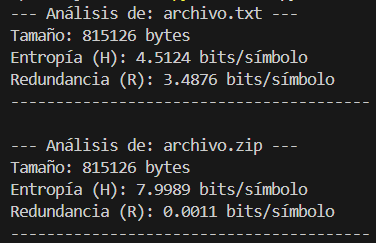 --- Análisis de: archivo.txt ---
Tamaño: 815126 bytes
Entropía (H): 4.5124 bits/símbolo
Redundancia (R): 3.4876 bits/símbolo
----------------------------------------
--- Análisis de: archivo.zip ---
Tamaño: 815126 bytes
Entropía (H): 7.9989 bits/símbolo
Redundancia (R): 0.0011 bits/símbolo
----------------------------------------